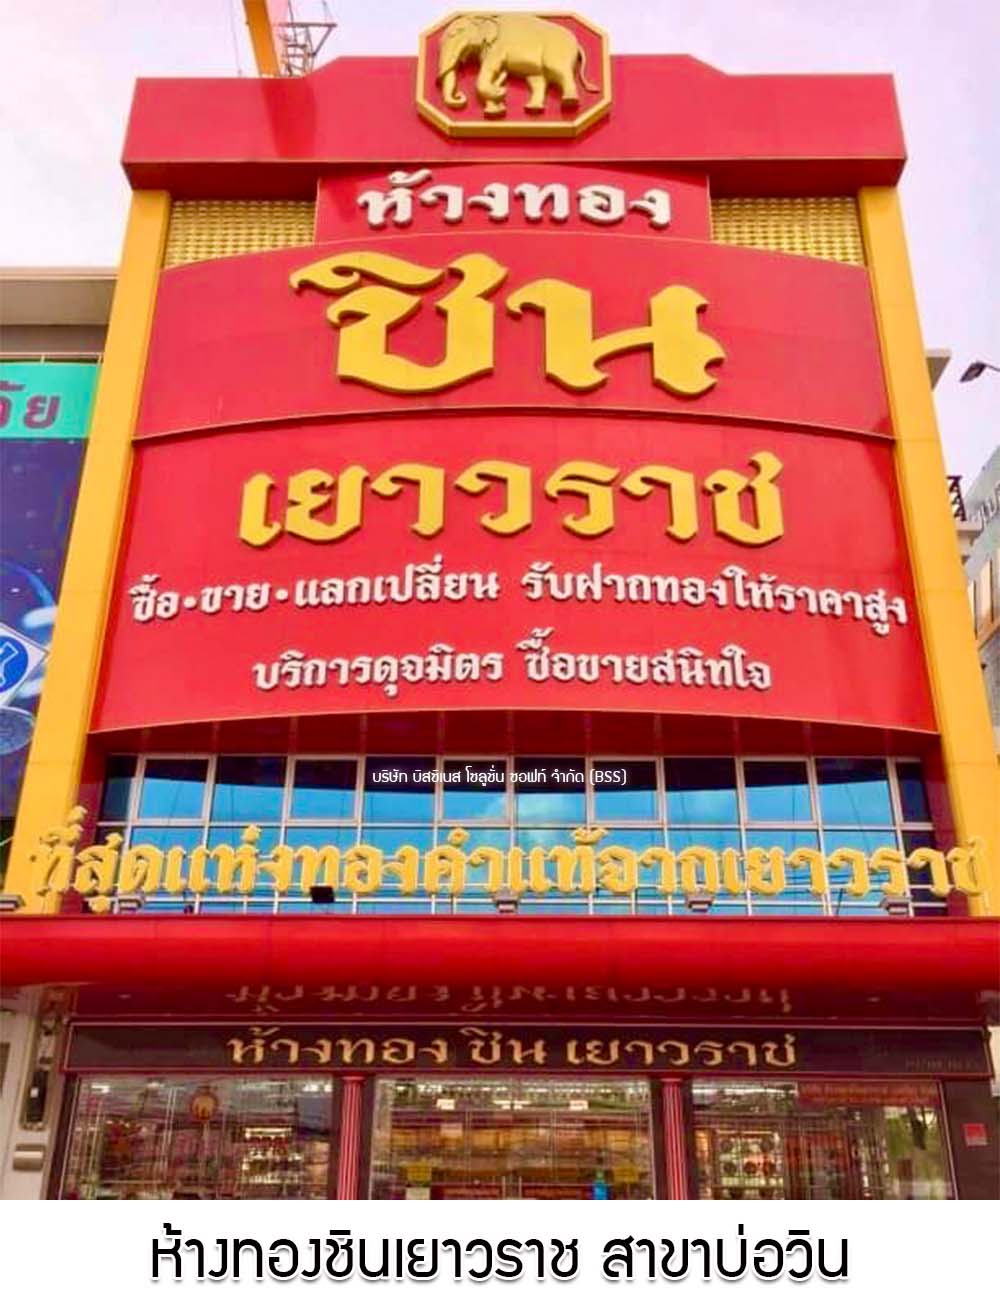 ห้างทอง
ชิน
เยาวราช
ัย
ซื้อ•ขาย•แลกเปลี่ยน รับฝากทองให้ราคาสูง
บริการดุจมิตร ซื้อขายสนิทใจ
บริษัท บิสซิเนส โซลูชั่น ซอฟท์ จำกัด (BSS)
ที่สุดแห่งทองคำแท้จากเยาวราช
ห้างทอง ชิน เยาวราช
ห้างทองชินเยาวราช สาขาบ่อวิน